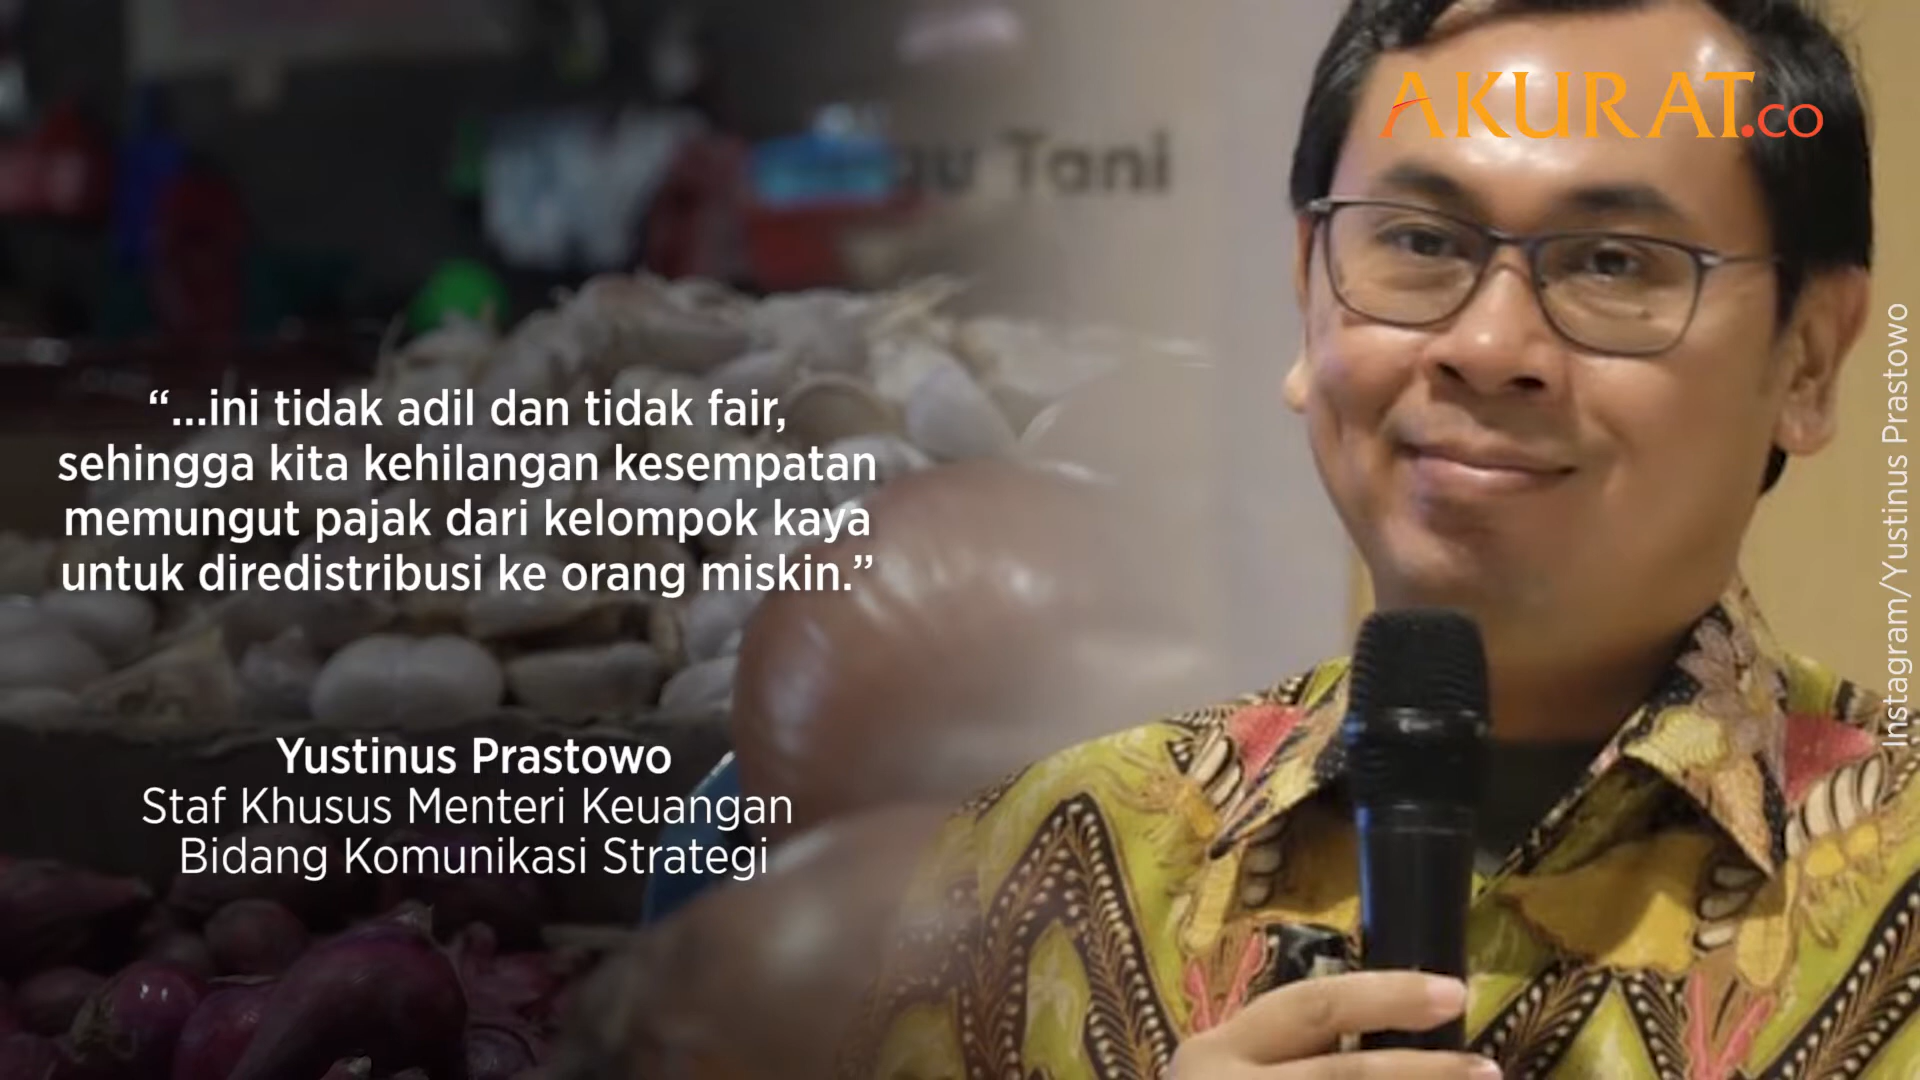 AKURAT.co
Tani
“...ini tidak adil dan tidak fair,
sehingga kita kehilangan kesempatan
memungut pajak dari kelompok kaya
untuk diredistribusi ke orang miskin.”
Yustinus Prastowo
Staf Khusus Menteri Keuangan
Bidang Komunikasi Strategi
Instagram/Yustinus Prastowo